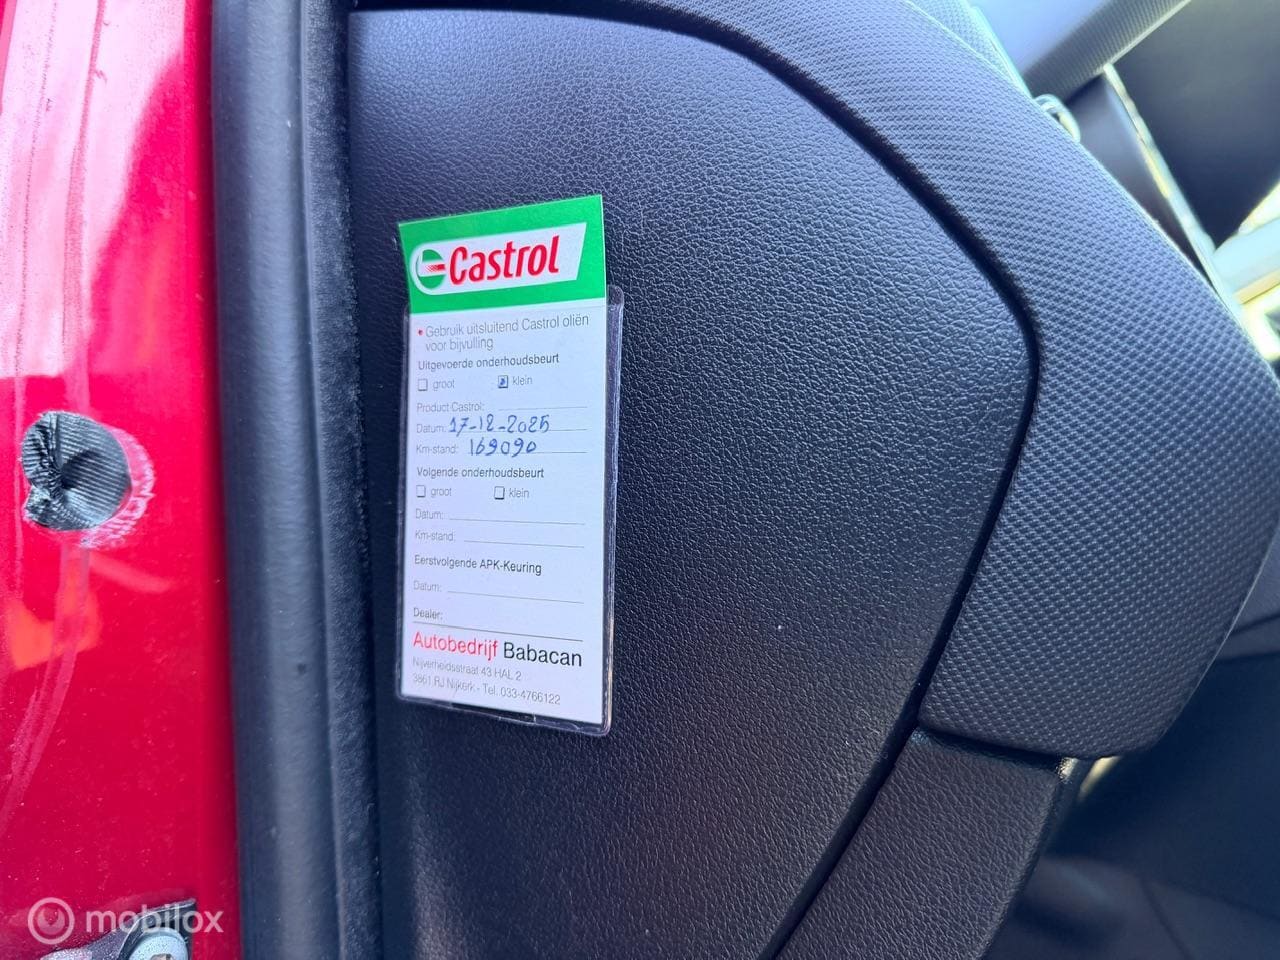 Castrol
• Gebruik uitsluitend Castrol oliën
voor bijvulling
Uitgevoerde onderhoudsbeurt
groot klein
Product Castrol:
Datum: 17-12-2025
Km-stand: 169090
Volgende onderhoudsbeurt
groot klein
Datum:
Km-stand:
Eerstvolgende APK-Keuring
Datum:
Dealer:
Autobedrijf Babacan
Nijverheidsstraat 43 HAL 2
3861 RJ Nijkerk - Tel. 033-4766122
mobilox